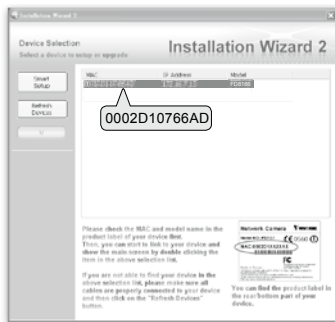 Installation Wizard 2
Device Selection
Select a device to setup or upgrade
Installation Wizard 2
Smart
Setup
Refresh
Devices
MAC
IP Address
Model
0002D10766AD
Please check the MAC and model name in the
product label of your device first.
Then, you can start to link to your device and
show the main screen by double clicking the
item in the above selection list.
If you are not able to find your device in the
above selection list, please make sure all
cables are properly connected to your device
and then click on the "Refresh Devices"
button.
Network Camera
You can find the product label in
the rear/bottom part of your
device.